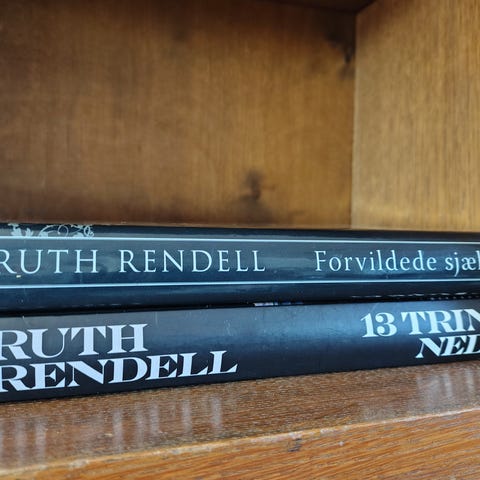 RUTH RENDELL Forvildede sjæl
RUTH RENDELL
13 TRIN
NED